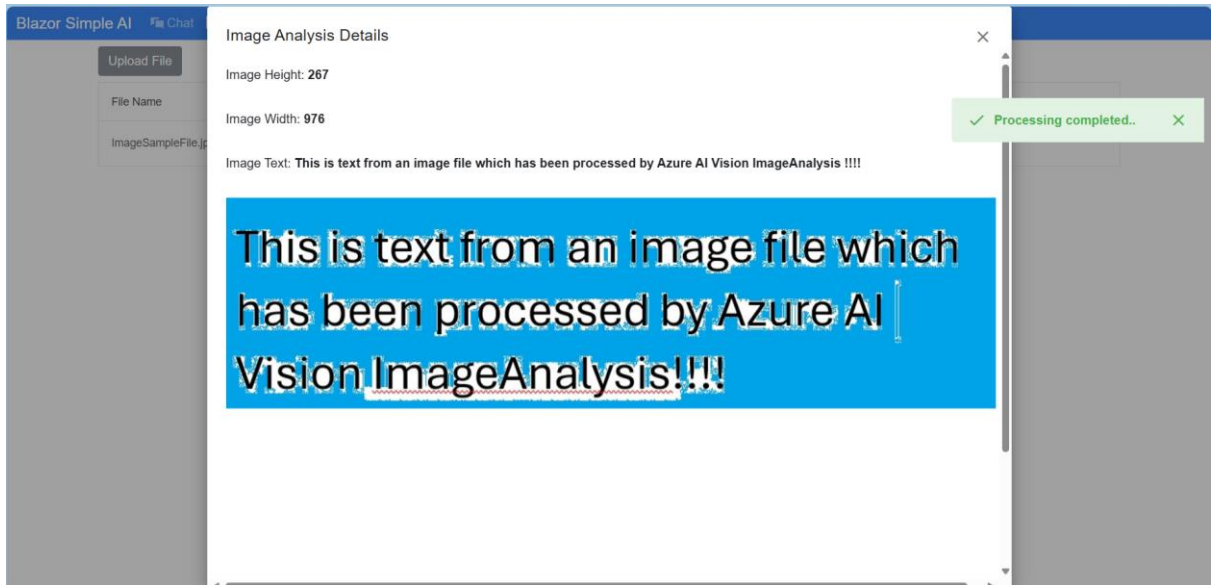 Blazor Simple AI Chat
Image Analysis Details
Upload File
Image Height: 267
File Name
Image Width: 976
Processing completed..
ImageSampleFile.jp
Image Text: This is text from an image file which has been processed by Azure AI Vision ImageAnalysis !!!!
This is text from an image file which
has been processed by Azure AI
Vision ImageAnalysis!!!!